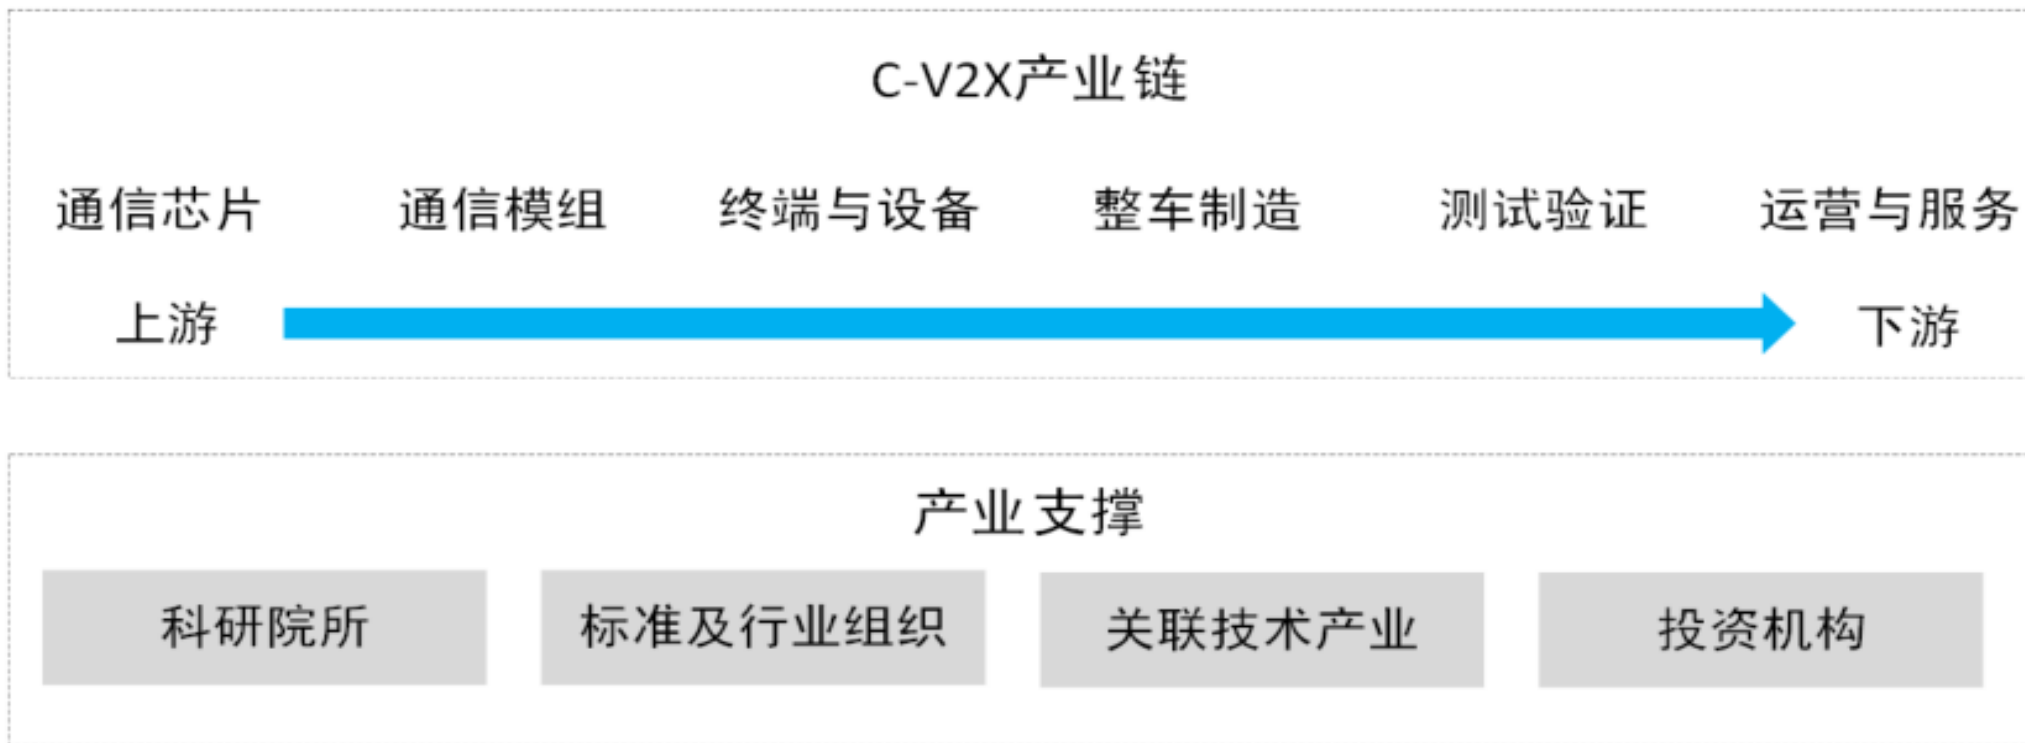 C-V2X产业链
通信芯片 通信模组 终端与设备 整车制造 测试验证 运营与服务
上游 下游
产业支撑
科研院所 标准及行业组织 关联技术产业 投资机构